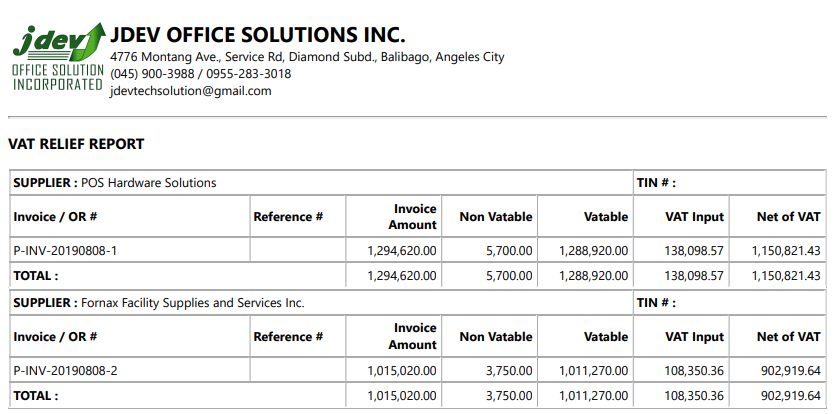 jdev
OFFICE SOLUTION
INCORPORATED
JDEV OFFICE SOLUTIONS INC.
4776 Montang Ave., Service Rd, Diamond Subd., Balibago, Angeles City
(045) 900-3988 / 0955-283-3018
jdevtechsolution@gmail.com
VAT RELIEF REPORT
SUPPLIER : POS Hardware Solutions TIN # :
Invoice / OR # Reference # Invoice Amount Non Vatable Vatable VAT Input Net of VAT
P-INV-20190808-1 1,294,620.00 5,700.00 1,288,920.00 138,098.57 1,150,821.43
TOTAL : 1,294,620.00 5,700.00 1,288,920.00 138,098.57 1,150,821.43
SUPPLIER : Fornax Facility Supplies and Services Inc. TIN # :
Invoice / OR # Reference # Invoice Amount Non Vatable Vatable VAT Input Net of VAT
P-INV-20190808-2 1,015,020.00 3,750.00 1,011,270.00 108,350.36 902,919.64
TOTAL : 1,015,020.00 3,750.00 1,011,270.00 108,350.36 902,919.64